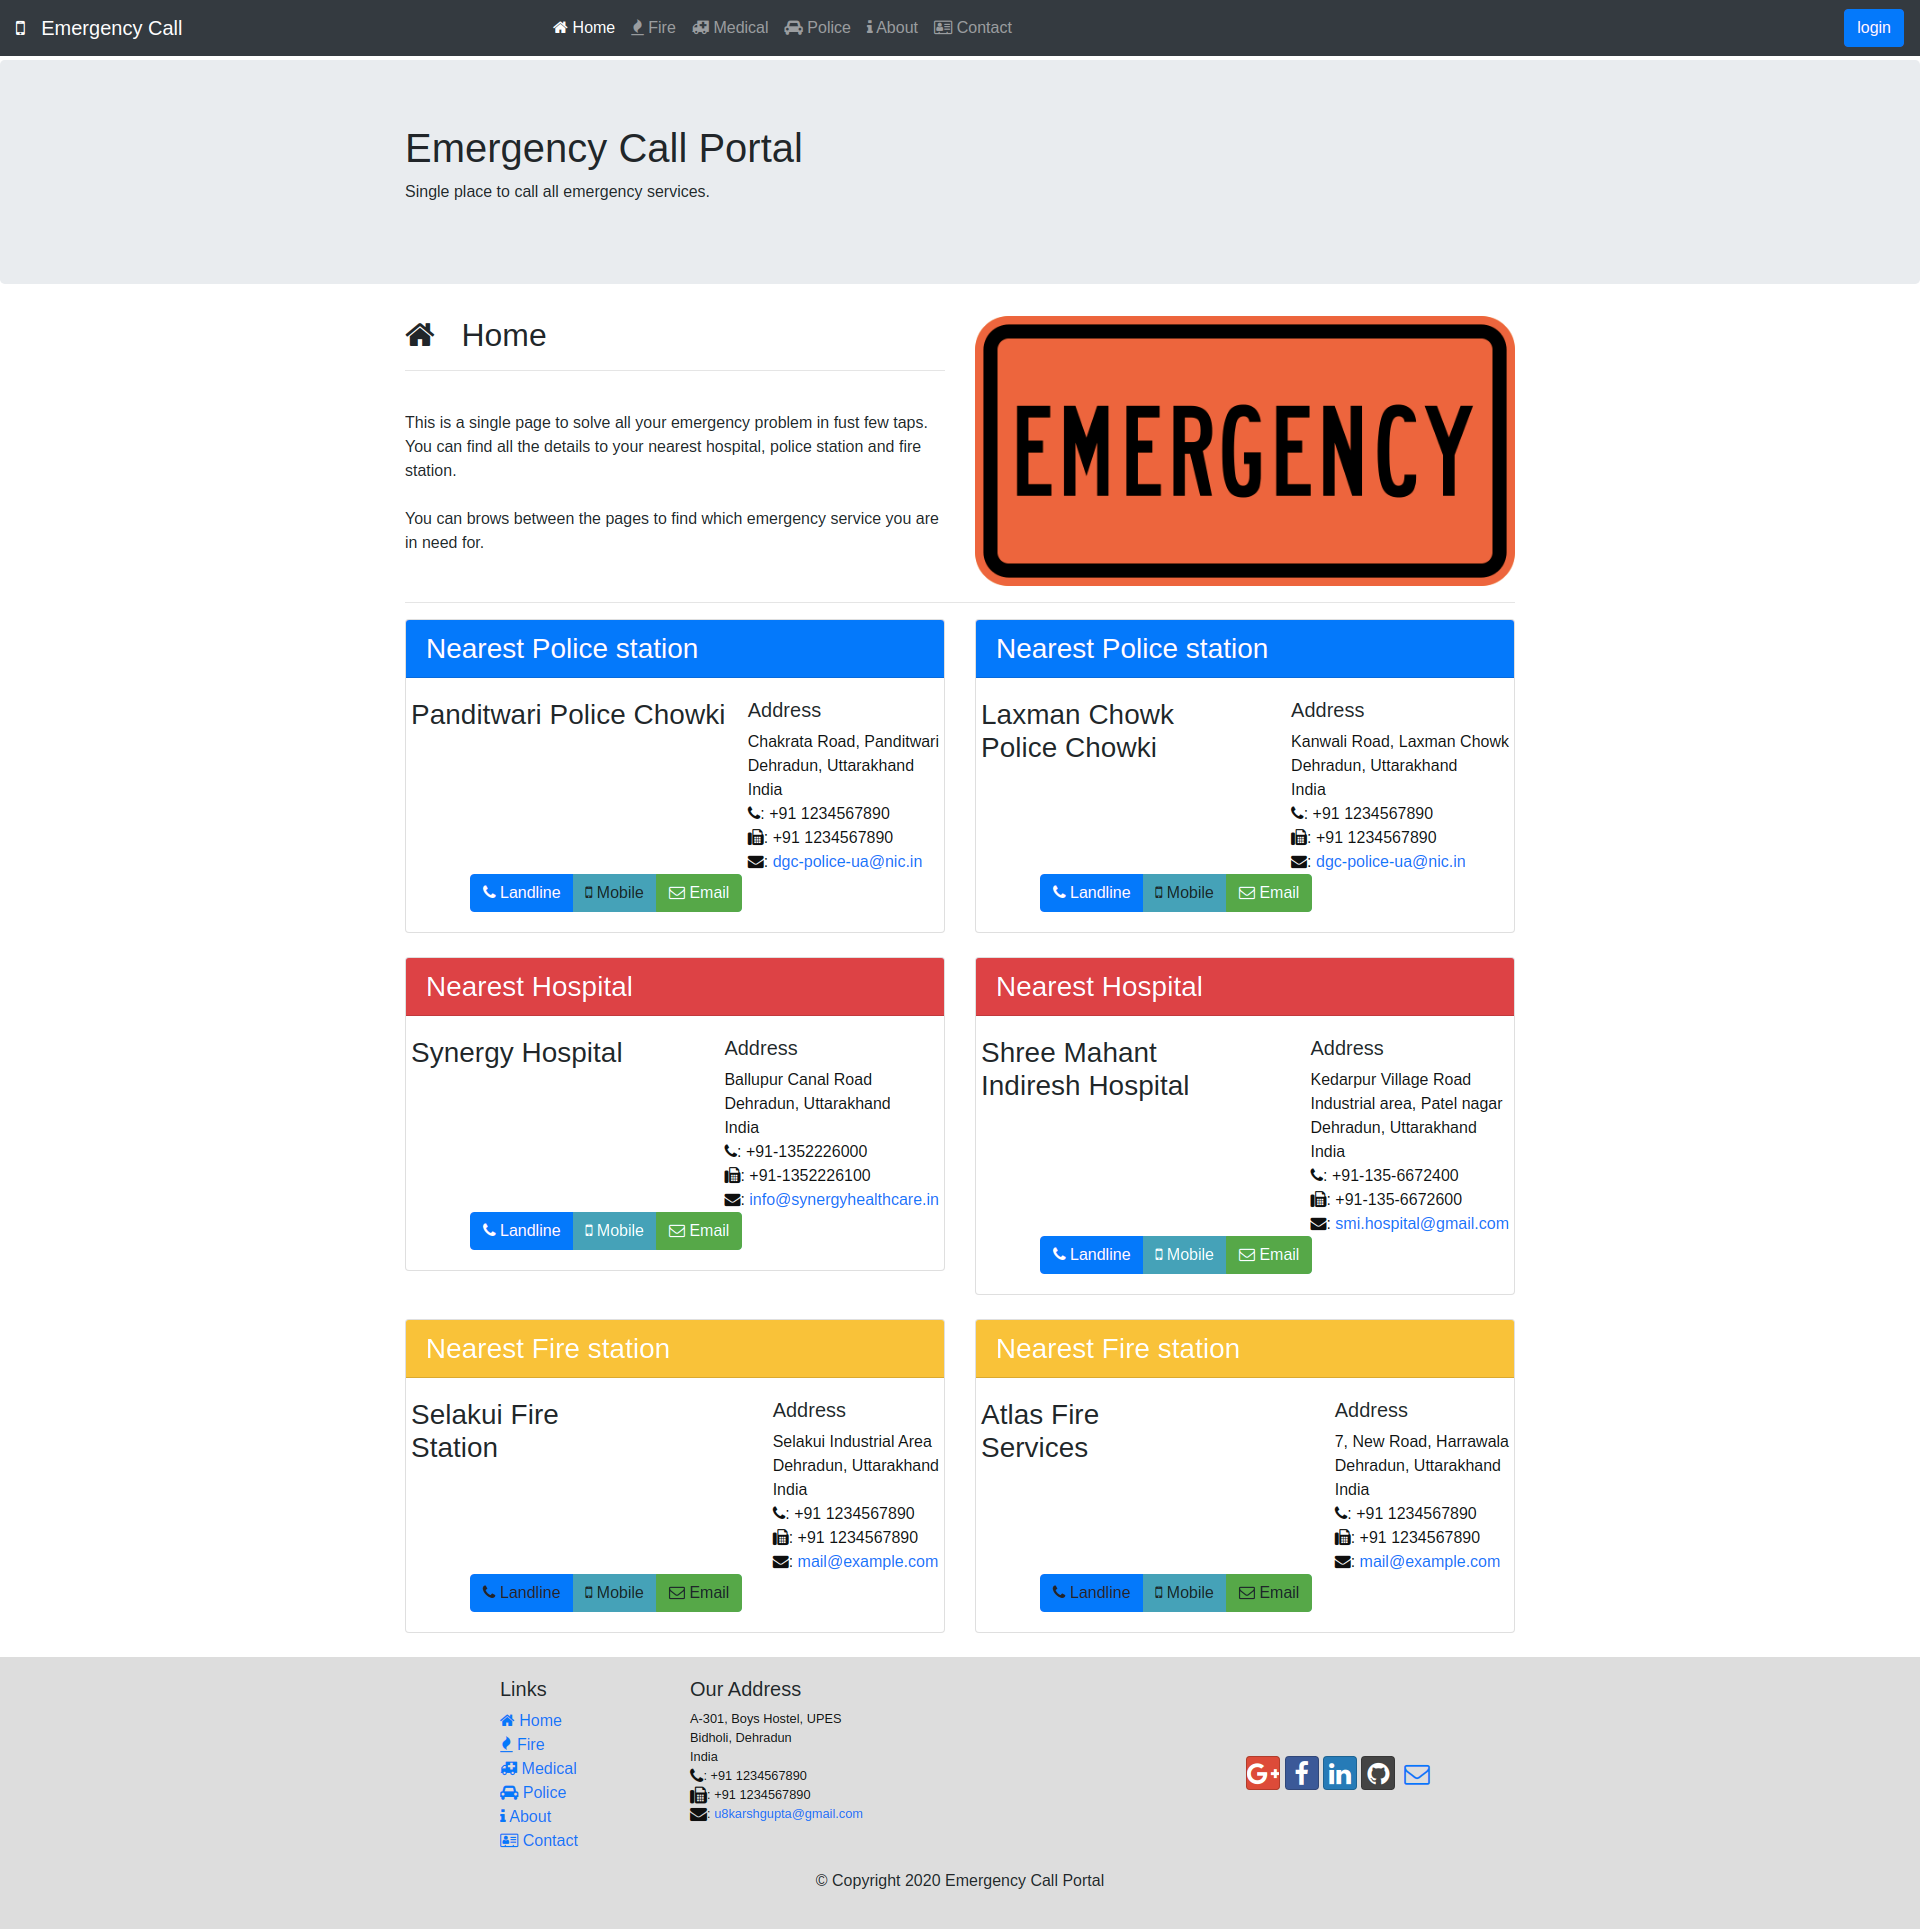 Emergency Call
Home Fire Medical Police About Contact
login
Emergency Call Portal
Single place to call all emergency services.
Home
This is a single page to solve all your emergency problem in fust few taps.
You can find all the details to your nearest hospital, police station and fire
station.
You can brows between the pages to find which emergency service you are
in need for.
EMERGENCY
Nearest Police station
Panditwari Police Chowki
Address
Chakrata Road, Panditwari
Dehradun, Uttarakhand
India
: +91 1234567890
: +91 1234567890
: dgc-police-ua@nic.in
Landline Mobile Email
Nearest Police station
Laxman Chowk
Police Chowki
Address
Kanwali Road, Laxman Chowk
Dehradun, Uttarakhand
India
: +91 1234567890
: +91 1234567890
: dgc-police-ua@nic.in
Landline Mobile Email
Nearest Hospital
Synergy Hospital
Address
Ballupur Canal Road
Dehradun, Uttarakhand
India
: +91-1352226000
: +91-1352226100
: info@synergyhealthcare.in
Landline Mobile Email
Nearest Hospital
Shree Mahant
Indiresh Hospital
Address
Kedarpur Village Road
Industrial area, Patel nagar
Dehradun, Uttarakhand
India
: +91-135-6672400
: +91-135-6672600
: smi.hospital@gmail.com
Landline Mobile Email
Nearest Fire station
Selakui Fire
Station
Address
Selakui Industrial Area
Dehradun, Uttarakhand
India
: +91 1234567890
: +91 1234567890
: mail@example.com
Landline Mobile Email
Nearest Fire station
Atlas Fire
Services
Address
7, New Road, Harrawala
Dehradun, Uttarakhand
India
: +91 1234567890
: +91 1234567890
: mail@example.com
Landline Mobile Email
Links
Home
Fire
Medical
Police
About
Contact
Our Address
A-301, Boys Hostel, UPES
Bidholi, Dehradun
India
: +91 1234567890
: +91 1234567890
: u8karshgupta@gmail.com
G+ f in
© Copyright 2020 Emergency Call Portal